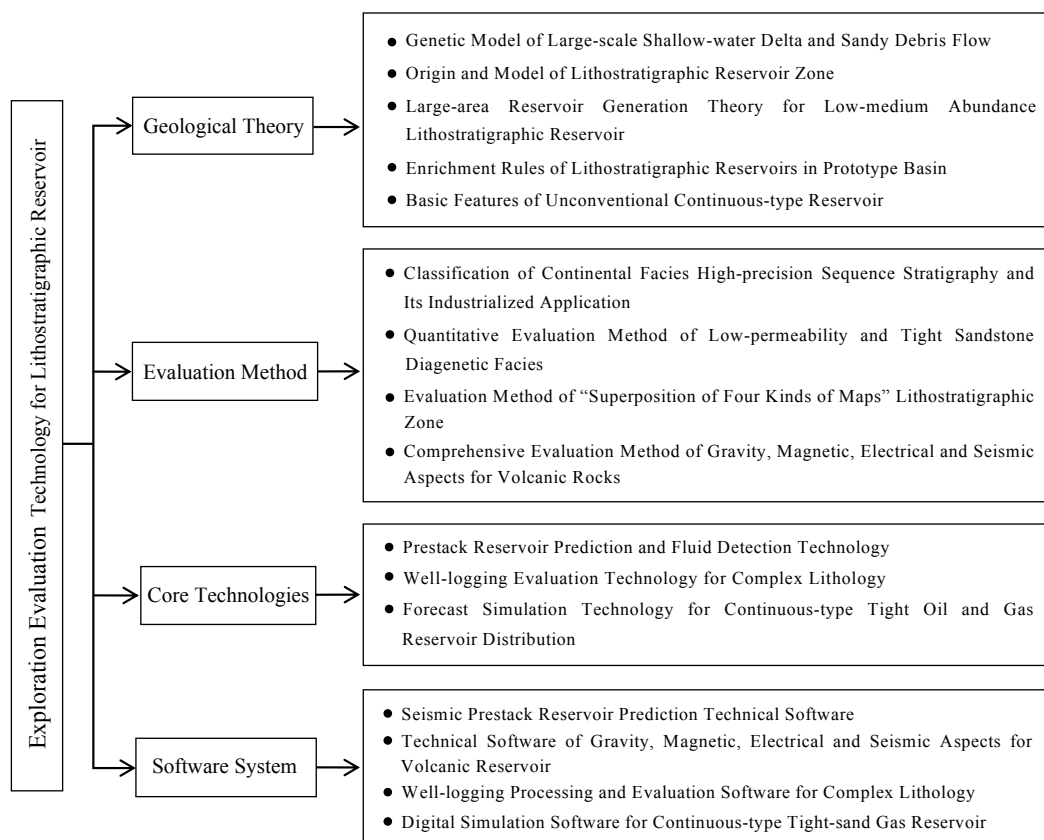 Exploration Evaluation Technology for Lithostratigraphic Reservoir
Geological Theory
● Genetic Model of Large-scale Shallow-water Delta and Sandy Debris Flow
● Origin and Model of Lithostratigraphic Reservoir Zone
● Large-area Reservoir Generation Theory for Low-medium Abundance
Lithostratigraphic Reservoir
● Enrichment Rules of Lithostratigraphic Reservoirs in Prototype Basin
● Basic Features of Unconventional Continuous-type Reservoir
Evaluation Method
● Classification of Continental Facies High-precision Sequence Stratigraphy and
Its Industrialized Application
● Quantitative Evaluation Method of Low-permeability and Tight Sandstone
Diagenetic Facies
● Evaluation Method of “Superposition of Four Kinds of Maps” Lithostratigraphic
Zone
● Comprehensive Evaluation Method of Gravity, Magnetic, Electrical and Seismic
Aspects for Volcanic Rocks
Core Technologies
● Prestack Reservoir Prediction and Fluid Detection Technology
● Well-logging Evaluation Technology for Complex Lithology
● Forecast Simulation Technology for Continuous-type Tight Oil and Gas
Reservoir Distribution
Software System
● Seismic Prestack Reservoir Prediction Technical Software
● Technical Software of Gravity, Magnetic, Electrical and Seismic Aspects for
Volcanic Reservoir
● Well-logging Processing and Evaluation Software for Complex Lithology
● Digital Simulation Software for Continuous-type Tight-sand Gas Reservoir